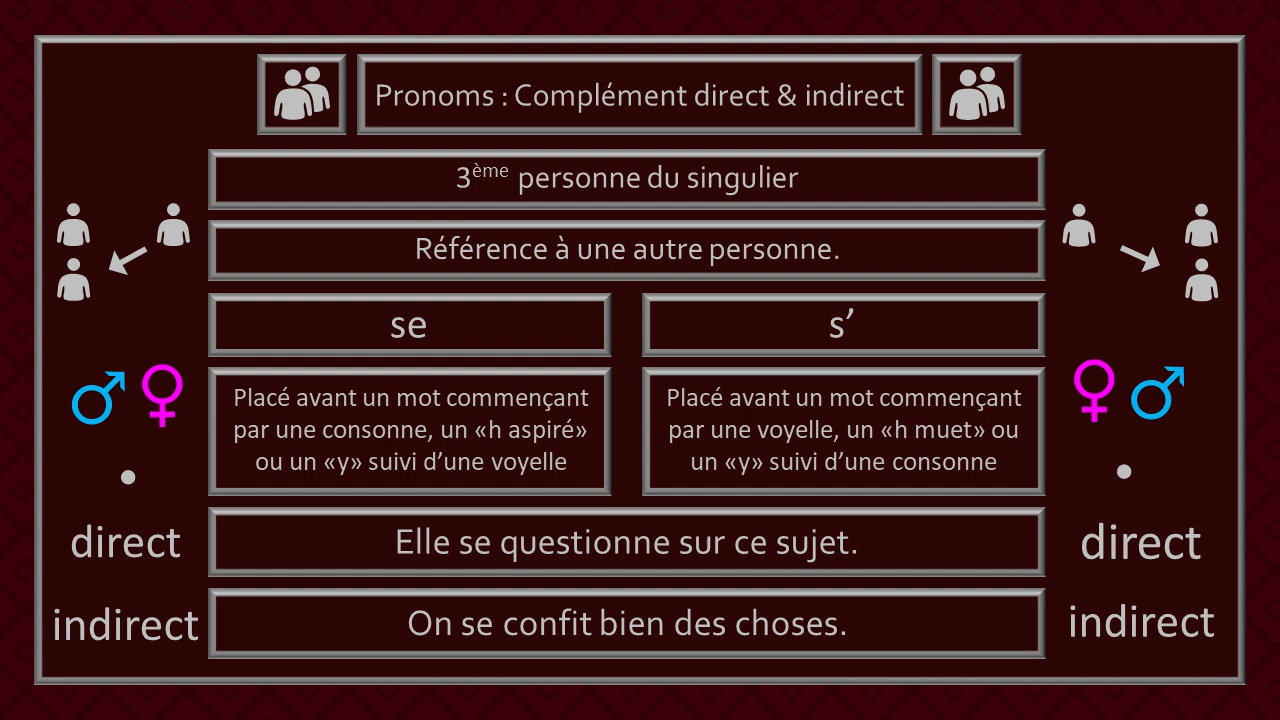 Pronoms : Complément direct & indirect
3ème personne du singulier
Référence à une autre personne.
se
s’
Placé avant un mot commençant
par une consonne, un «h aspiré»
ou un «y» suivi d’une voyelle
Placé avant un mot commençant
par une voyelle, un «h muet» ou
un «y» suivi d’une consonne
direct
Elle se questionne sur ce sujet.
direct
indirect
On se confit bien des choses.
indirect